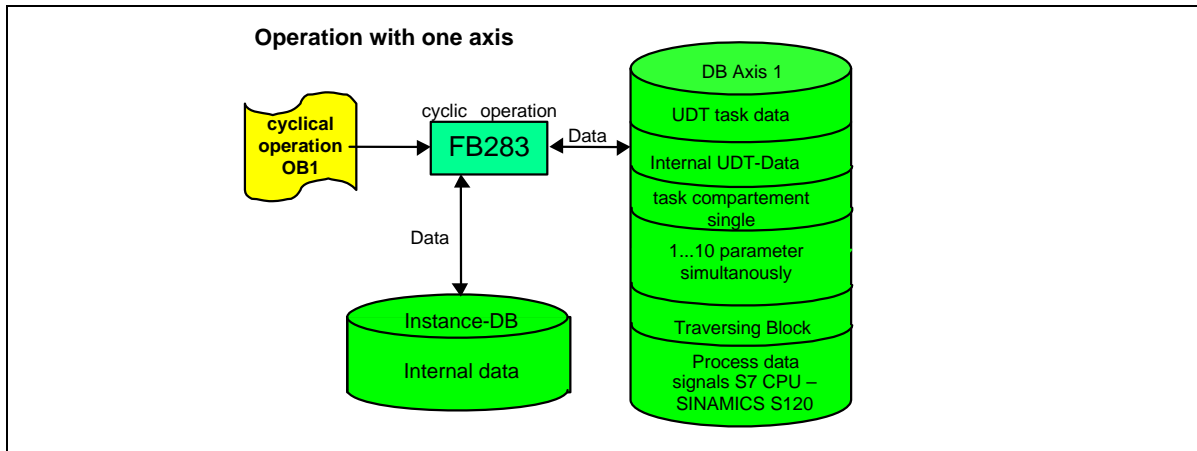 Operation with one axis
cyclical
operation
OB1
cyclic operation
FB283
Data
Data
Instance-DB
Internal data
DB Axis 1
UDT task data
Internal UDT-Data
task compartement
single
1...10 parameter
simultanously
Traversing Block
Process data
signals S7 CPU –
SINAMICS S120